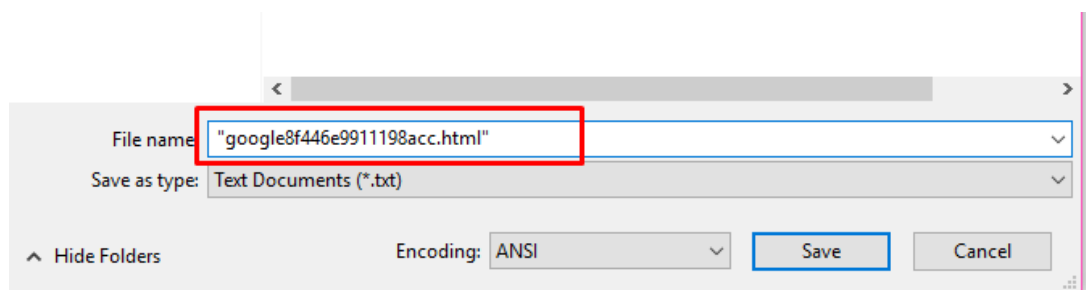 File name: "google8f446e9911198acc.html"
Save as type: Text Documents (*.txt)
Hide Folders Encoding: ANSI Save Cancel